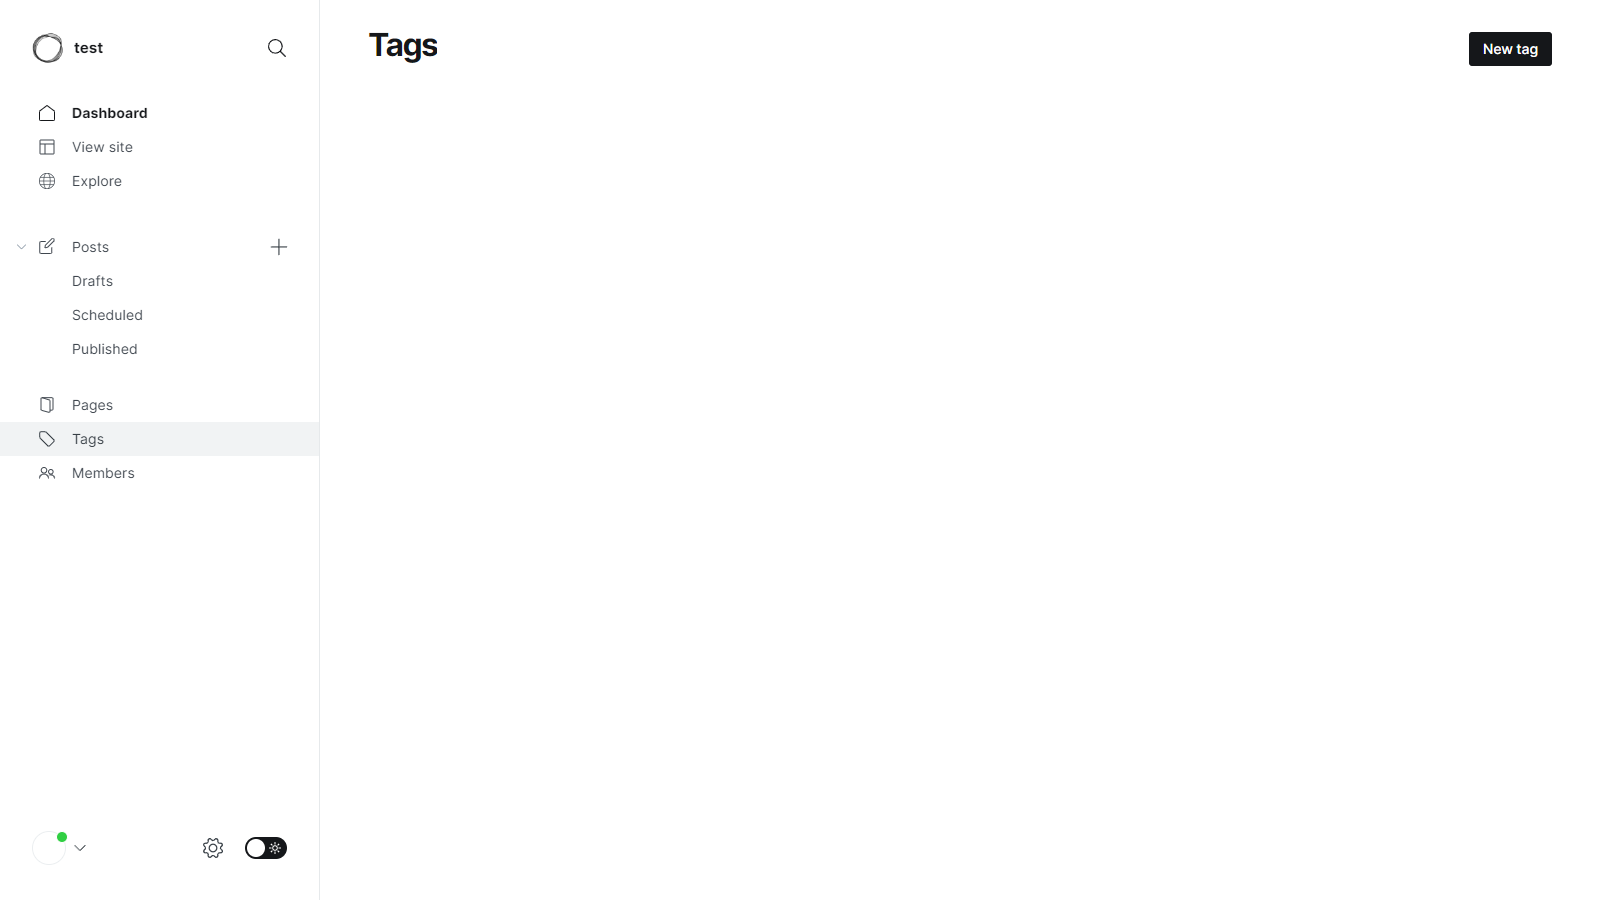 test
Dashboard
View site
Explore
Posts
Drafts
Scheduled
Published
Pages
Tags
Members
Tags
New tag